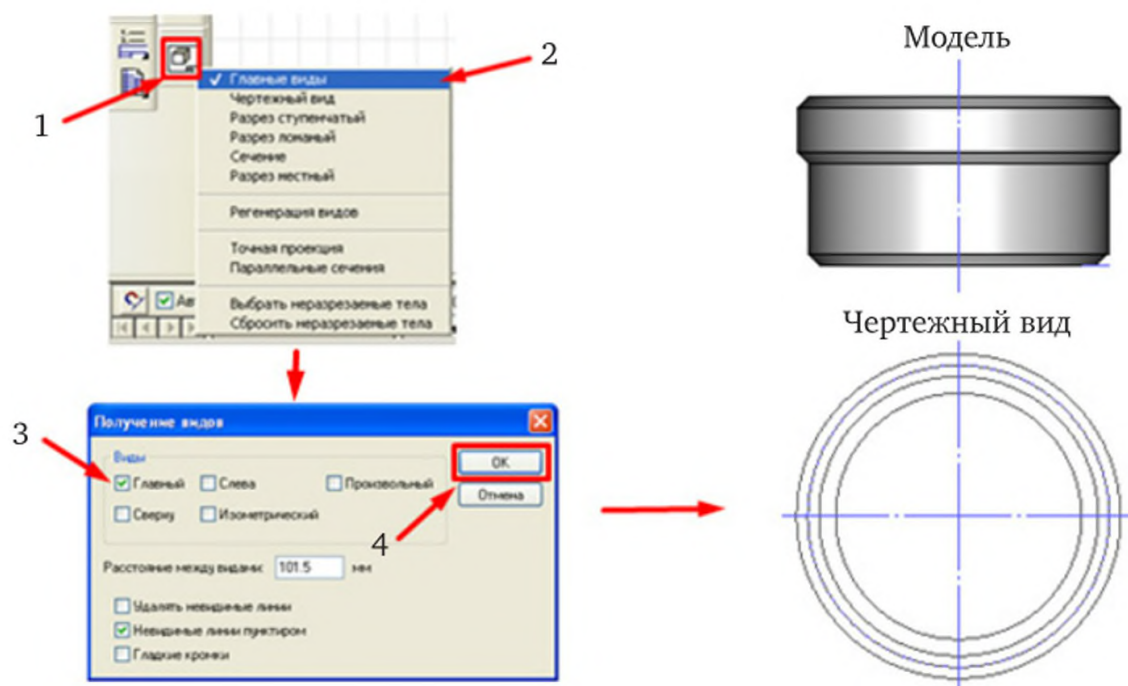 Модель
2
1
✓ Главные виды
Чертежный вид
Разрез ступенчатый
Разрез ломаный
Сечение
Разрез местный
Регенерация видов
Точная проекция
Параллельные сечения
Выбрать неразрезаемые тела
Сбросить неразрезаемые тела
Ав
Чертежный вид
3
Получение видов
Виды
Главный
Слева
Произвольный
Сверху
Изометрический
OK
Отмена
4
Расстояние между видами: 101.5 мм
Удалять невидимые линии
Невидимые линии пунктиром
Гладкие кромки